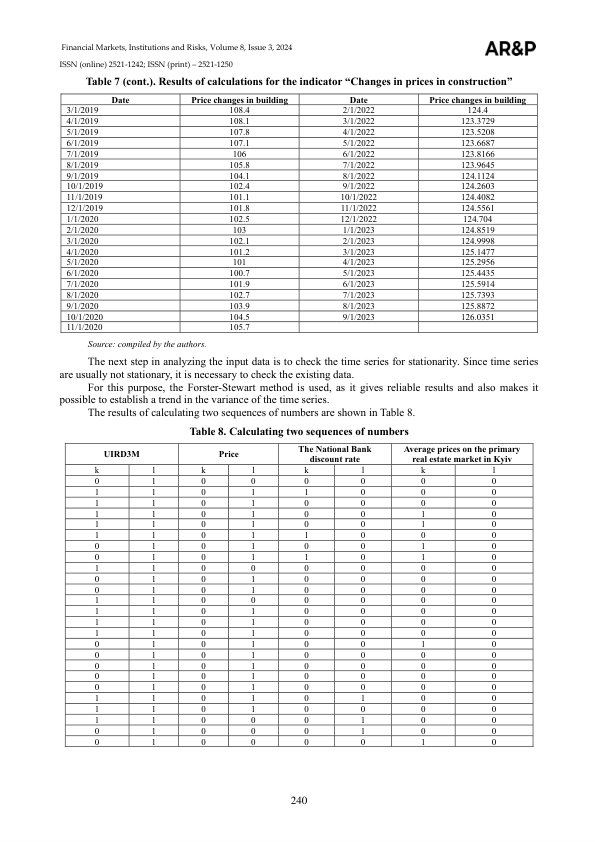 Financial Markets, Institutions and Risks, Volume 8, Issue 3, 2024
AR&P
ISSN (online) 2521-1242; ISSN (print) – 2521-1250
Table 7 (cont.). Results of calculations for the indicator “Changes in prices in construction”
Date Price changes in building Date Price changes in building
3/1/2019 108.4 2/1/2022 124.4
4/1/2019 108.1 3/1/2022 123.3729
5/1/2019 107.8 4/1/2022 123.5208
6/1/2019 107.1 5/1/2022 123.6687
7/1/2019 106 6/1/2022 123.8166
8/1/2019 105.8 7/1/2022 123.9645
9/1/2019 104.1 8/1/2022 124.1124
10/1/2019 102.4 9/1/2022 124.2603
11/1/2019 101.1 10/1/2022 124.4082
12/1/2019 101.8 11/1/2022 124.5561
1/1/2020 102.5 12/1/2022 124.704
2/1/2020 103 1/1/2023 124.8519
3/1/2020 102.1 2/1/2023 124.9998
4/1/2020 101.2 3/1/2023 125.1477
5/1/2020 101 4/1/2023 125.2956
6/1/2020 100.7 5/1/2023 125.4435
7/1/2020 101.9 6/1/2023 125.5914
8/1/2020 102.7 7/1/2023 125.7393
9/1/2020 103.9 8/1/2023 125.8872
10/1/2020 104.5 9/1/2023 126.0351
11/1/2020 105.7
Source: compiled by the authors.
The next step in analyzing the input data is to check the time series for stationarity. Since time series
are usually not stationary, it is necessary to check the existing data.
For this purpose, the Forster-Stewart method is used, as it gives reliable results and also makes it
possible to establish a trend in the variance of the time series.
The results of calculating two sequences of numbers are shown in Table 8.
Table 8. Calculating two sequences of numbers
UIRD3M Price The National Bank discount rate Average prices on the primary real estate market in Kyiv
k l k l k l k l
0 1 0 0 0 0 0 0
1 1 0 1 1 0 0 0
1 1 0 1 0 0 0 0
1 1 0 1 0 0 1 0
1 1 0 1 0 0 1 0
1 1 0 1 1 0 0 0
0 1 0 1 0 0 1 0
0 1 0 1 1 0 1 0
1 1 0 0 0 0 0 0
0 1 0 1 0 0 0 0
0 1 0 1 0 0 0 0
1 1 0 0 0 0 0 0
1 1 0 1 0 0 0 0
1 1 0 1 0 0 0 0
1 1 0 1 0 0 0 0
0 1 0 1 0 0 1 0
0 1 0 1 0 0 0 0
0 1 0 1 0 0 0 0
0 1 0 1 0 0 0 0
0 1 0 1 0 0 0 0
1 1 0 1 0 1 0 0
1 1 0 1 0 0 0 0
1 1 0 0 0 1 0 0
0 1 0 0 0 1 0 0
0 1 0 0 0 0 1 0
240